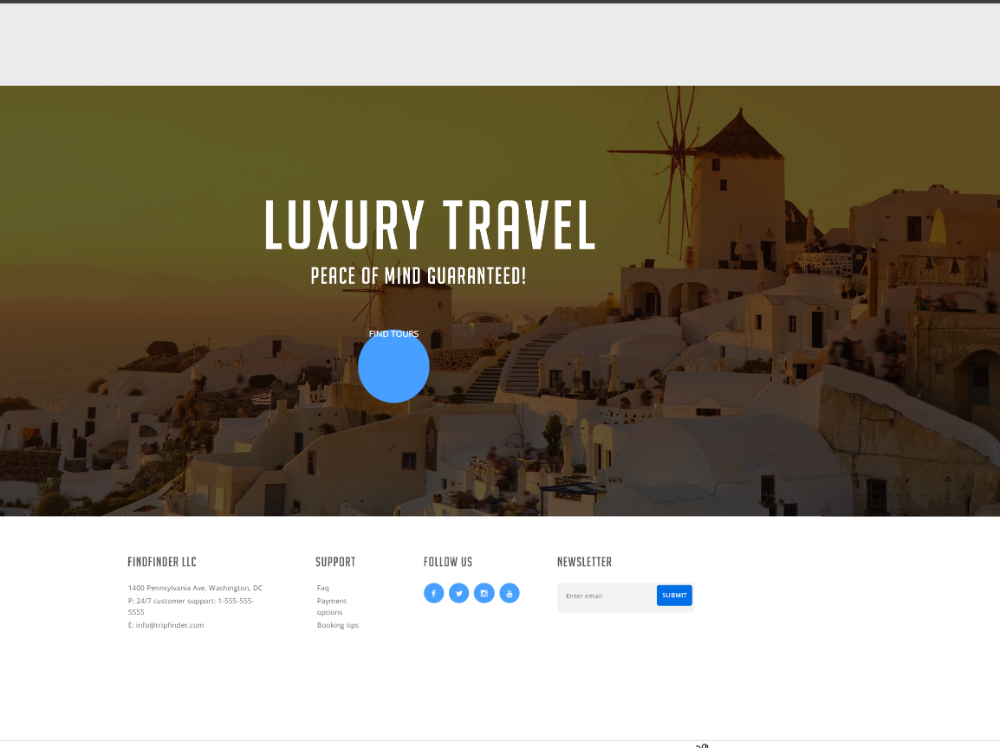 LUXURY TRAVEL
PEACE OF MIND GUARANTEED!
FIND TOURS
FINDFINDER LLC
1400 Pennsylvania Ave. Washington, DC
P: 24/7 customer support: 1-555-555-
5555
E: info@tripfinder.com
SUPPORT
Faq
Payment
options
Booking tips
FOLLOW US
NEWSLETTER
Enter email
SUBMIT